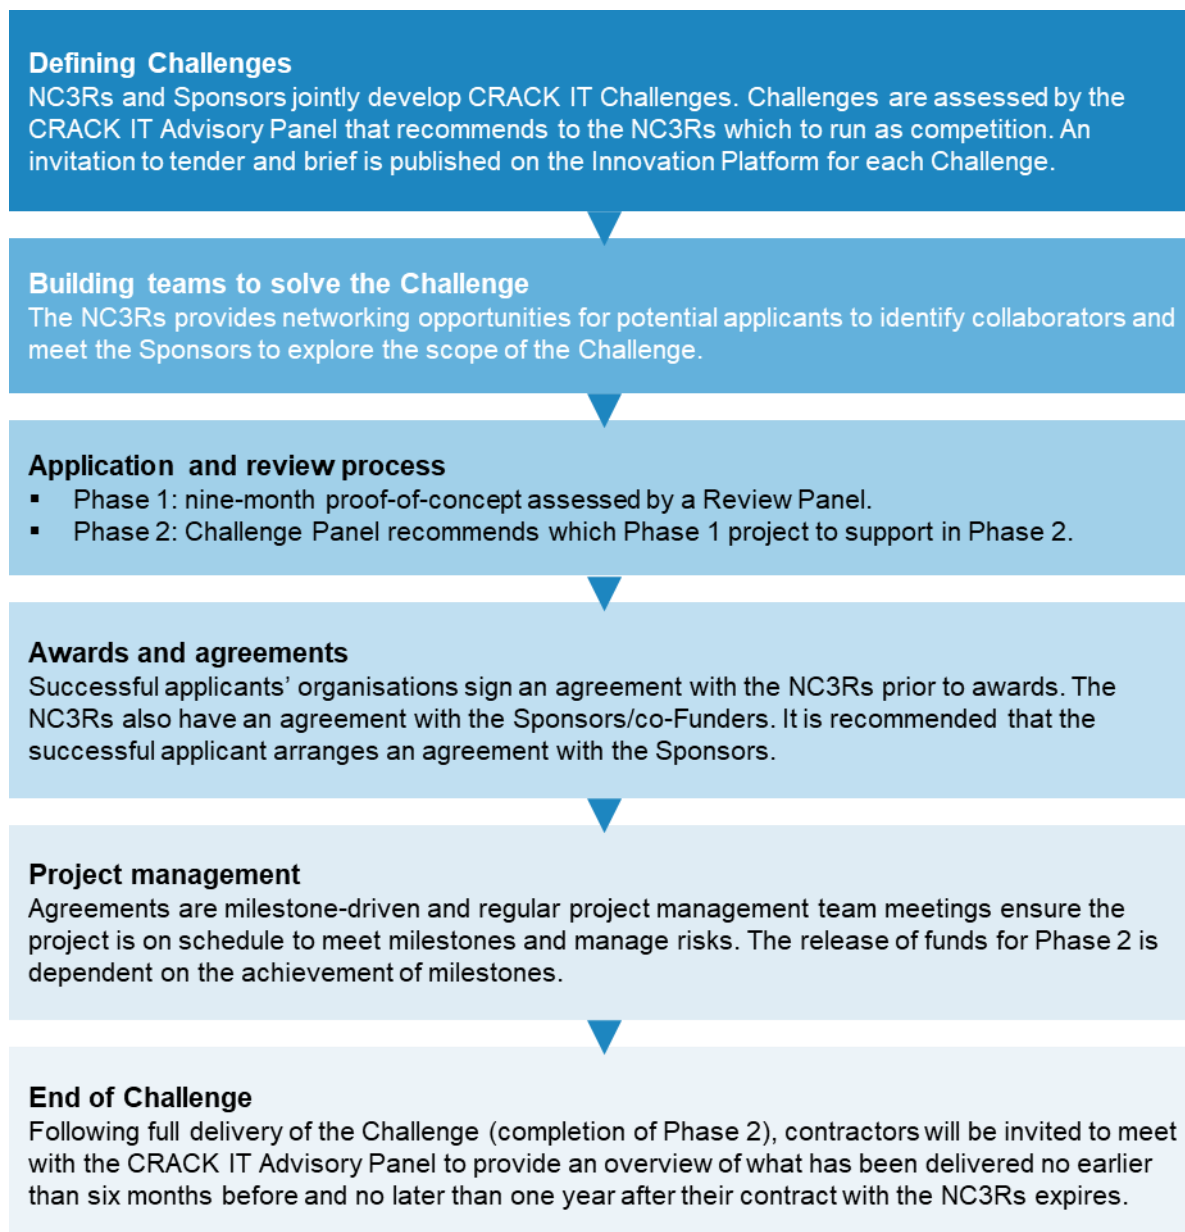 Defining Challenges
NC3Rs and Sponsors jointly develop CRACK IT Challenges. Challenges are assessed by the
CRACK IT Advisory Panel that recommends to the NC3Rs which to run as competition. An
invitation to tender and brief is published on the Innovation Platform for each Challenge.
Building teams to solve the Challenge
The NC3Rs provides networking opportunities for potential applicants to identify collaborators and
meet the Sponsors to explore the scope of the Challenge.
Application and review process
▪ Phase 1: nine-month proof-of-concept assessed by a Review Panel.
▪ Phase 2: Challenge Panel recommends which Phase 1 project to support in Phase 2.
Awards and agreements
Successful applicants’ organisations sign an agreement with the NC3Rs prior to awards. The
NC3Rs also have an agreement with the Sponsors/co-Funders. It is recommended that the
successful applicant arranges an agreement with the Sponsors.
Project management
Agreements are milestone-driven and regular project management team meetings ensure the
project is on schedule to meet milestones and manage risks. The release of funds for Phase 2 is
dependent on the achievement of milestones.
End of Challenge
Following full delivery of the Challenge (completion of Phase 2), contractors will be invited to meet
with the CRACK IT Advisory Panel to provide an overview of what has been delivered no earlier
than six months before and no later than one year after their contract with the NC3Rs expires.